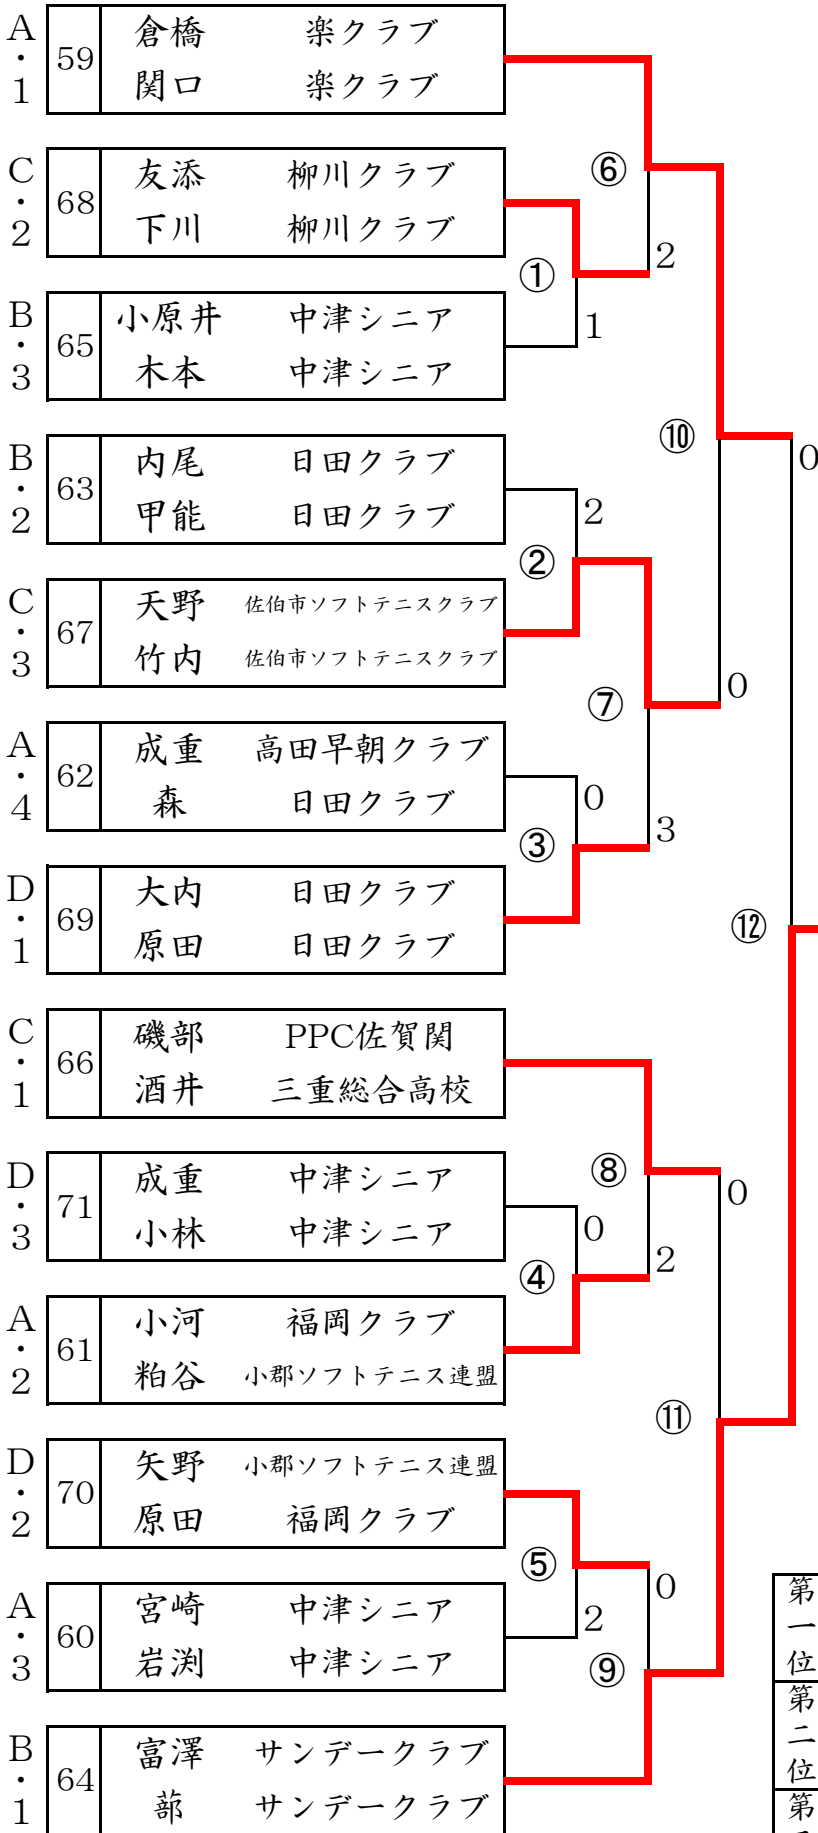 A・1 59 倉橋 楽クラブ
関口 楽クラブ
C・2 68 友添 柳川クラブ
下川 柳川クラブ
B・3 65 小原井 中津シニア
木本 中津シニア
B・2 63 内尾 日田クラブ
甲能 日田クラブ
C・3 67 天野 佐伯市ソフトテニスクラブ
竹内 佐伯市ソフトテニスクラブ
A・4 62 成重 高田早朝クラブ
森 日田クラブ
D・1 69 大内 日田クラブ
原田 日田クラブ
C・1 66 磯部 PPC佐賀関
酒井 三重総合高校
D・3 71 成重 中津シニア
小林 中津シニア
A・2 61 小河 福岡クラブ
粕谷 小郡ソフトテニス連盟
D・2 70 矢野 小郡ソフトテニス連盟
原田 福岡クラブ
A・3 60 宮崎 中津シニア
岩渕 中津シニア
B・1 64 富澤 サンデークラブ
蔀 サンデークラブ
① 1
② 2
③ 0
④ 0
⑤ 2
⑥ 2
⑦ 3
⑧ 2
⑨ 0
⑩ 0
⑪ 0
⑫ 0
第一位
第二位
第